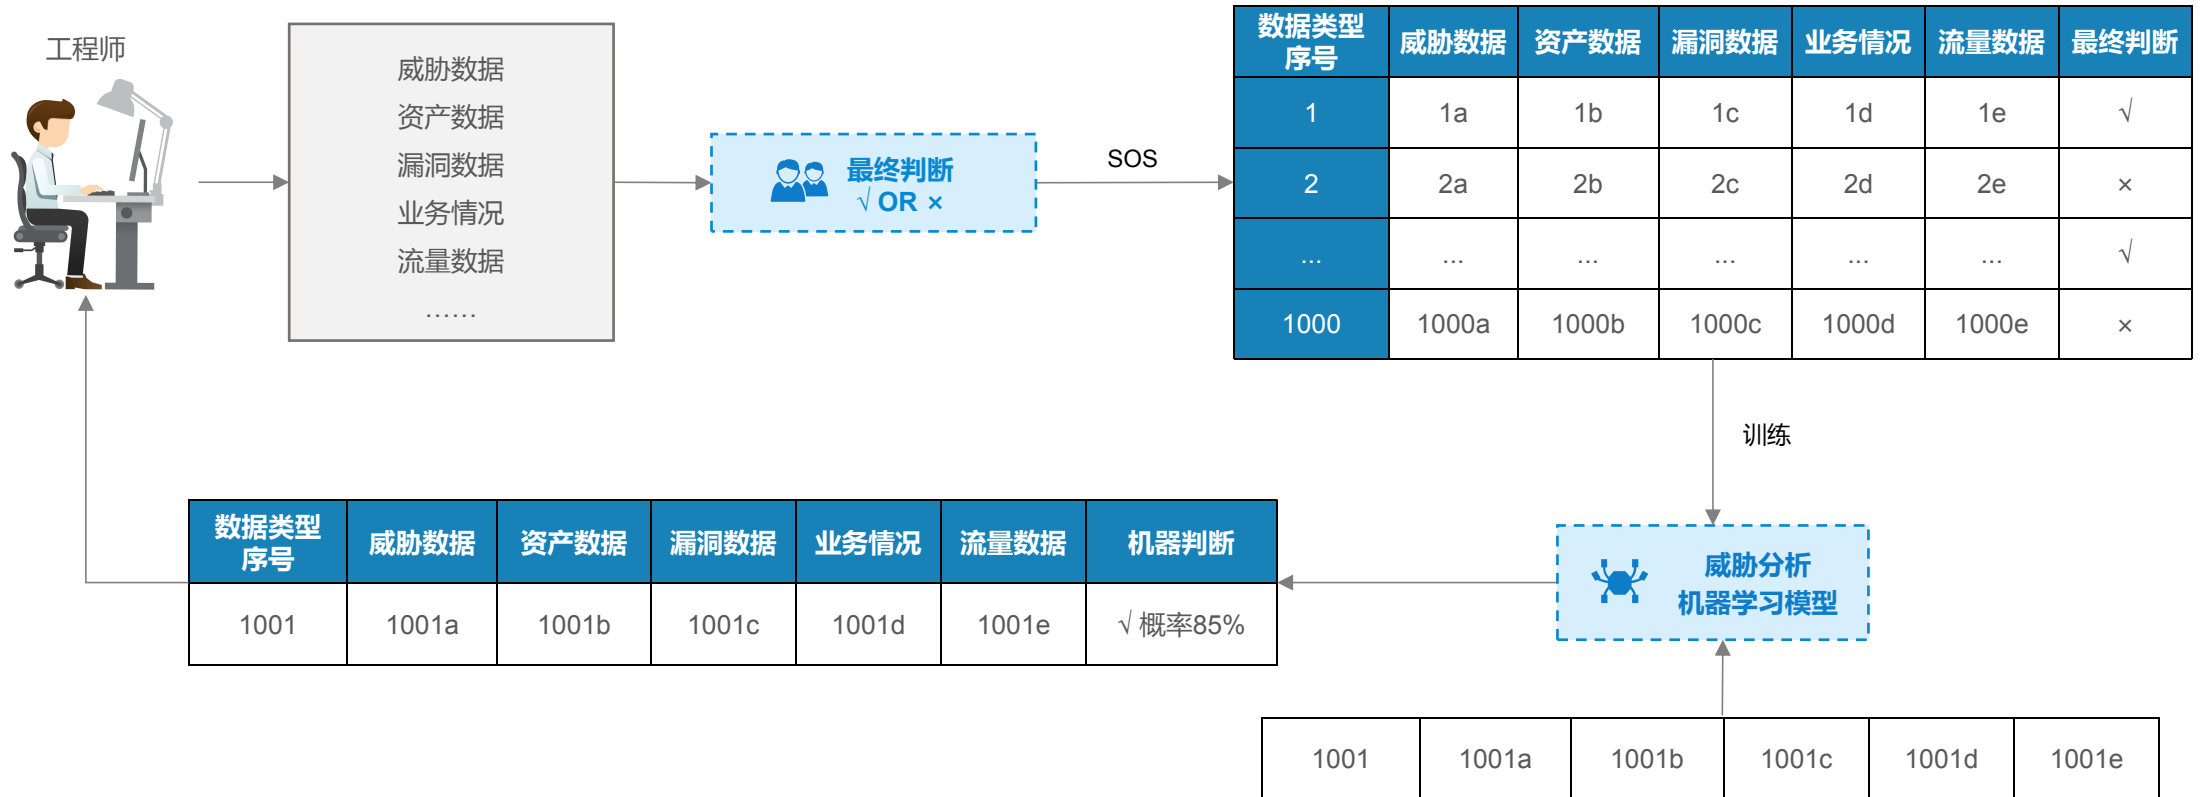 工程师
威胁数据
资产数据
漏洞数据
业务情况
流量数据
……
最终判断
√ OR ×
SOS
数据类型
序号 威胁数据 资产数据 漏洞数据 业务情况 流量数据 最终判断
1 1a 1b 1c 1d 1e √
2 2a 2b 2c 2d 2e ×
... ... ... ... ... ... √
1000 1000a 1000b 1000c 1000d 1000e ×
训练
威胁分析
机器学习模型
数据类型
序号 威胁数据 资产数据 漏洞数据 业务情况 流量数据 机器判断
1001 1001a 1001b 1001c 1001d 1001e √ 概率85%
1001 1001a 1001b 1001c 1001d 1001e